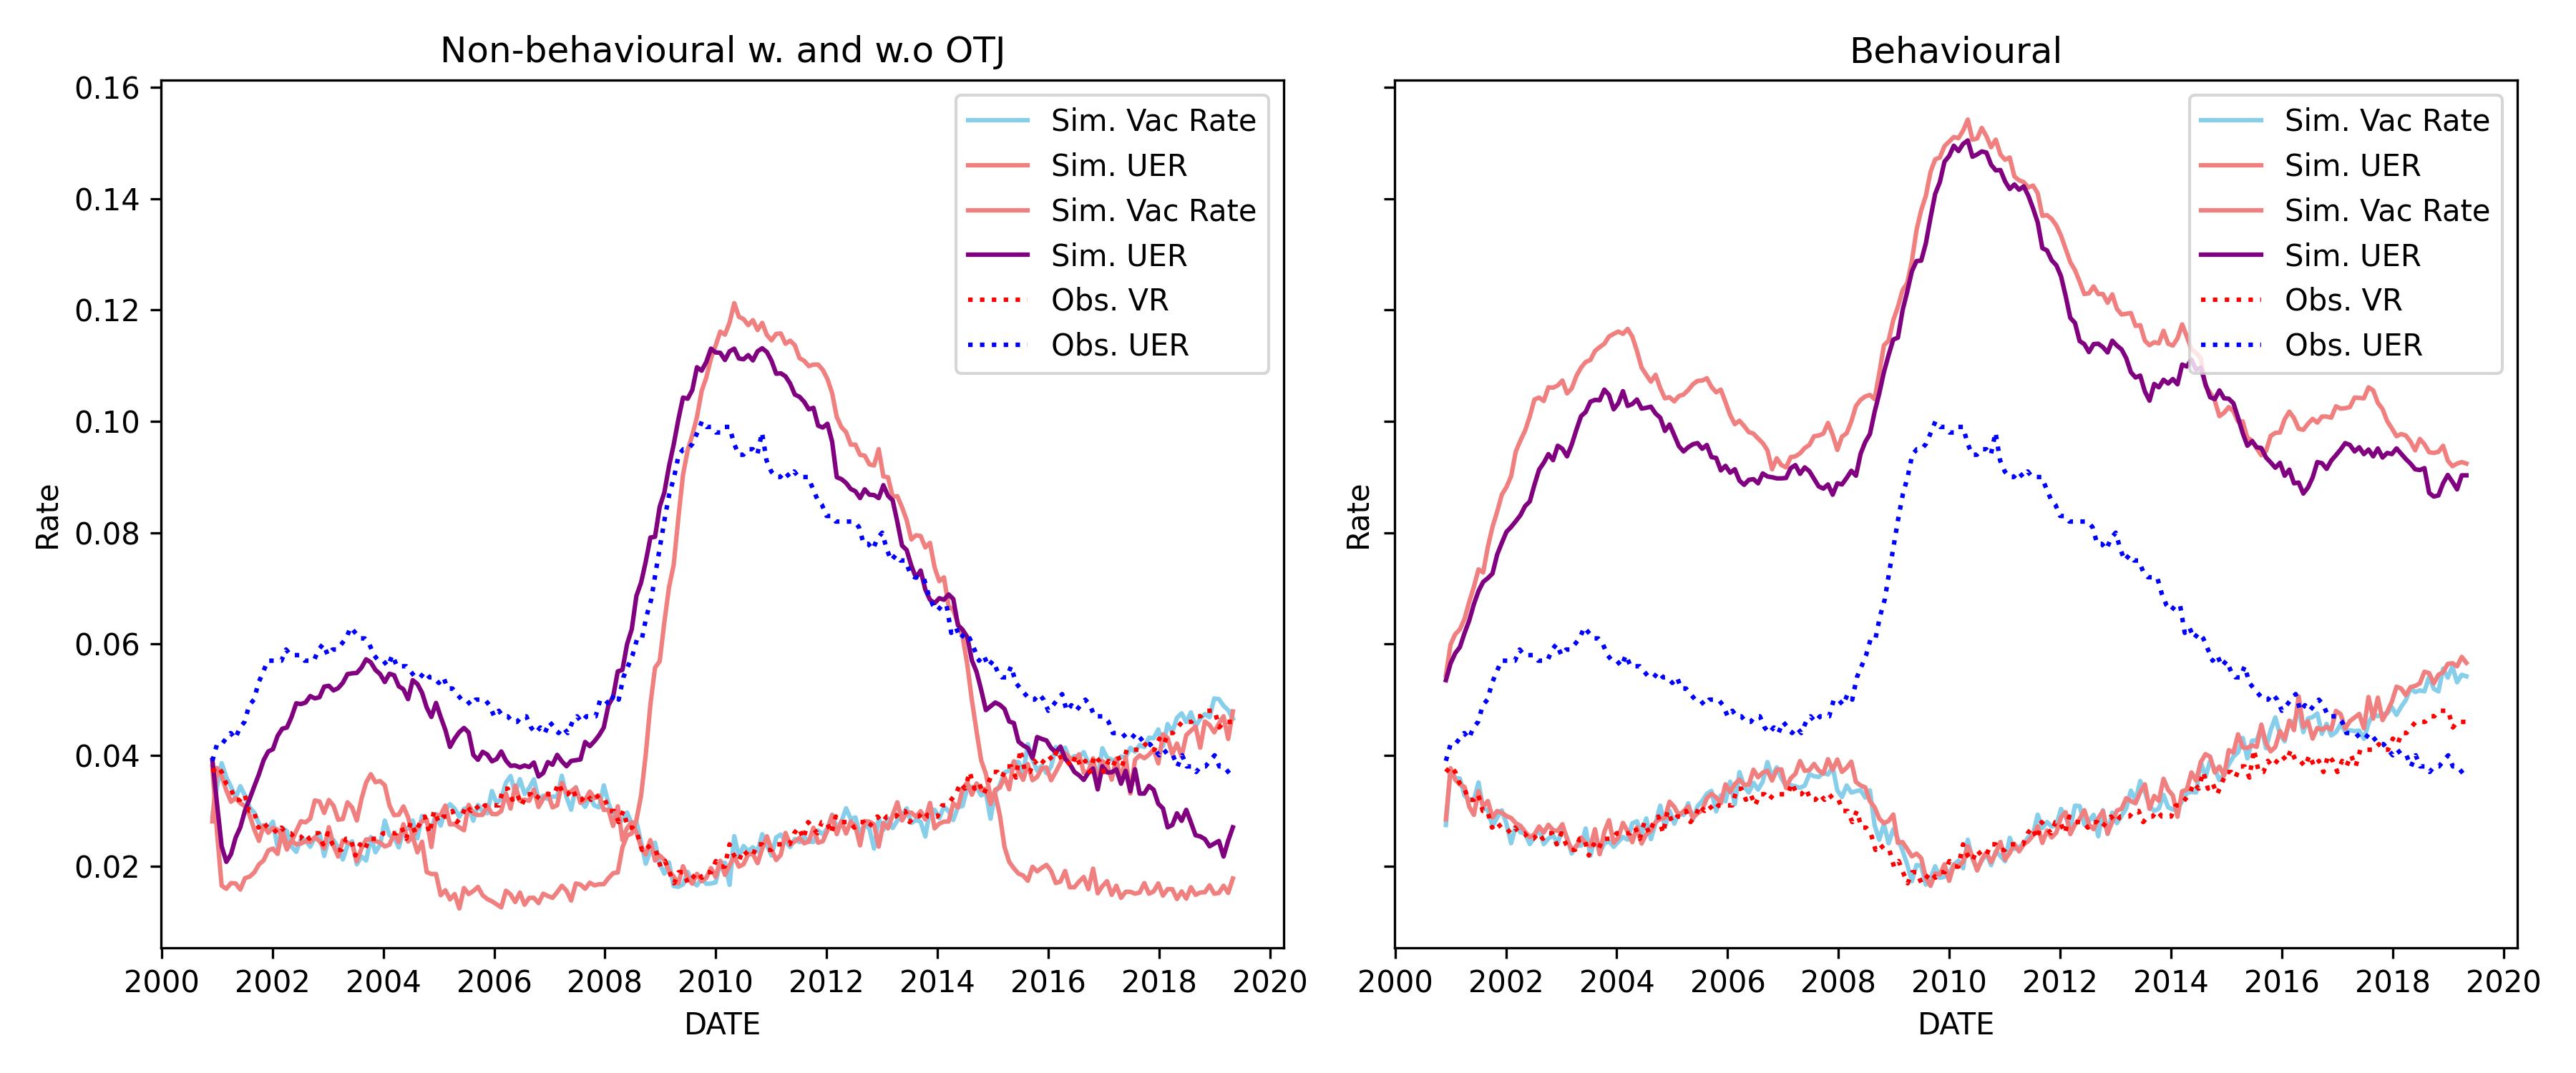 Non-behavioural w. and w.o OTJ
Rate
0.16
0.14
0.12
0.10
0.08
0.06
0.04
0.02
Sim. Vac Rate
Sim. UER
Sim. Vac Rate
Sim. UER
Obs. VR
Obs. UER
2000 2002 2004 2006 2008 2010 2012 2014 2016 2018 2020
DATE
Behavioural
Rate
Sim. Vac Rate
Sim. UER
Sim. Vac Rate
Sim. UER
Obs. VR
Obs. UER
2000 2002 2004 2006 2008 2010 2012 2014 2016 2018 2020
DATE